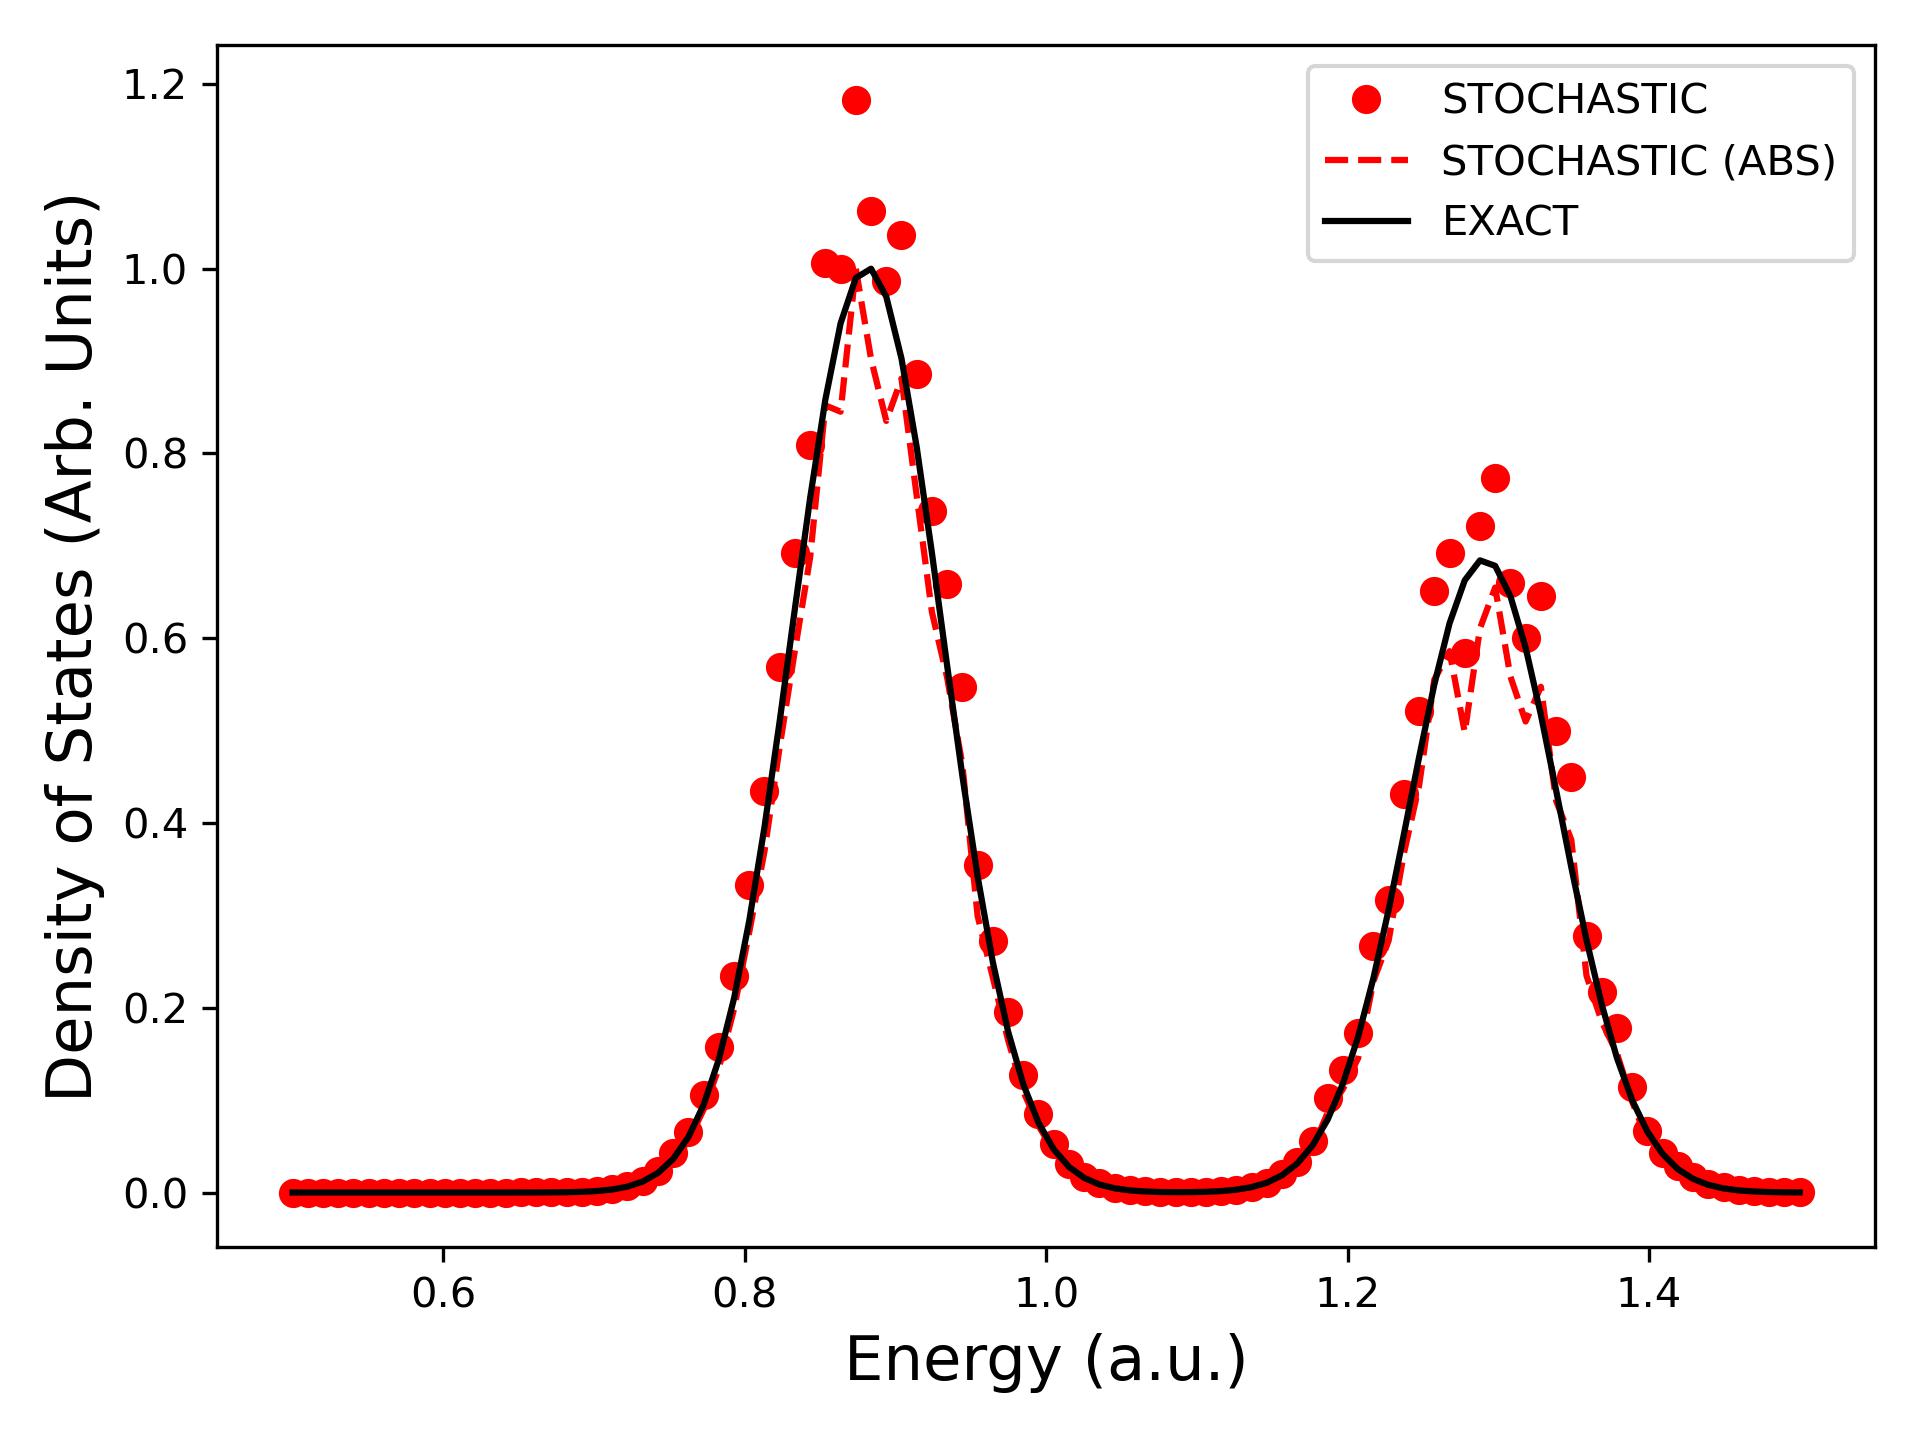 STOCHASTIC
STOCHASTIC (ABS)
EXACT
Density of States (Arb. Units)
1.2
1.0
0.8
0.6
0.4
0.2
0.0
0.6 0.8 1.0 1.2 1.4
Energy (a.u.)